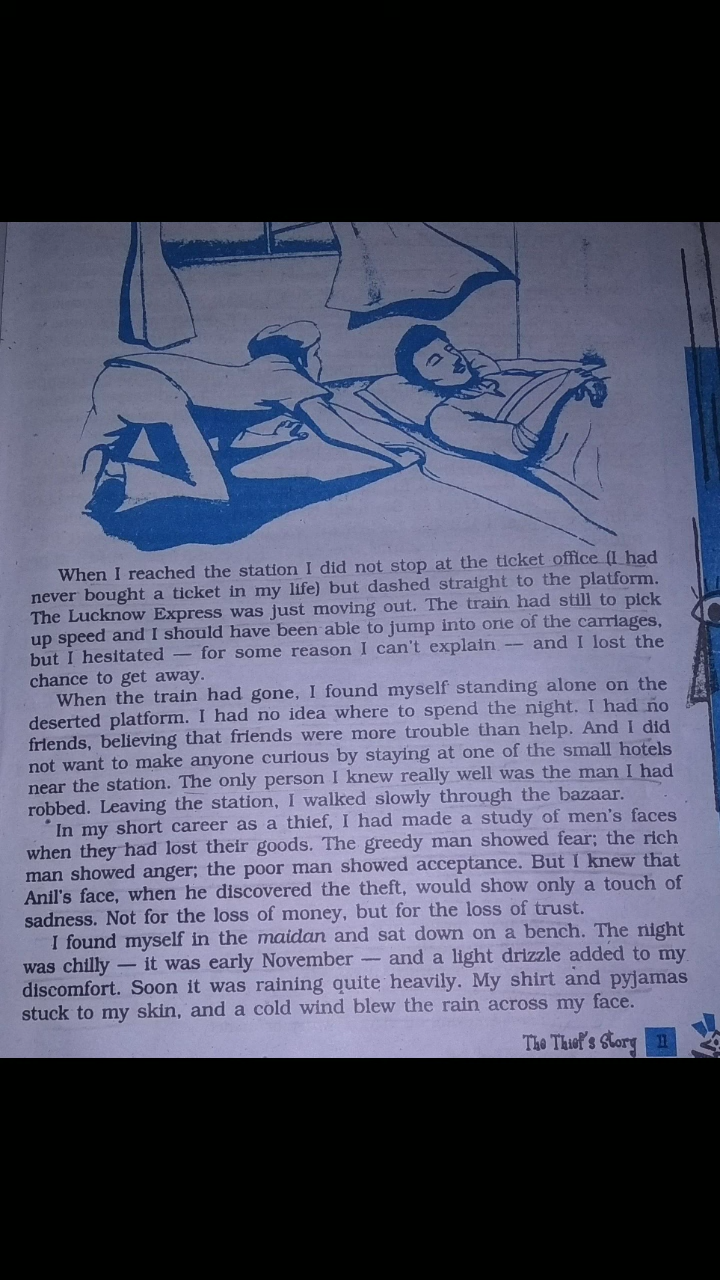 When I reached the station I did not stop at the ticket office (I had
never bought a ticket in my life) but dashed straight to the platform.
The Lucknow Express was just moving out. The train had still to pick
up speed and I should have been able to jump into one of the carriages,
but I hesitated — for some reason I can't explain — and I lost the
chance to get away.
When the train had gone, I found myself standing alone on the
deserted platform. I had no idea where to spend the night. I had no
friends, believing that friends were more trouble than help. And I did
not want to make anyone curious by staying at one of the small hotels
near the station. The only person I knew really well was the man I had
robbed. Leaving the station, I walked slowly through the bazaar.
In my short career as a thief, I had made a study of men's faces
when they had lost their goods. The greedy man showed fear; the rich
man showed anger; the poor man showed acceptance. But I knew that
Anil's face, when he discovered the theft, would show only a touch of
sadness. Not for the loss of money, but for the loss of trust.
I found myself in the maidan and sat down on a bench. The night
was chilly — it was early November — and a light drizzle added to my
discomfort. Soon it was raining quite heavily. My shirt and pyjamas
stuck to my skin, and a cold wind blew the rain across my face.
The Thief's Story 11